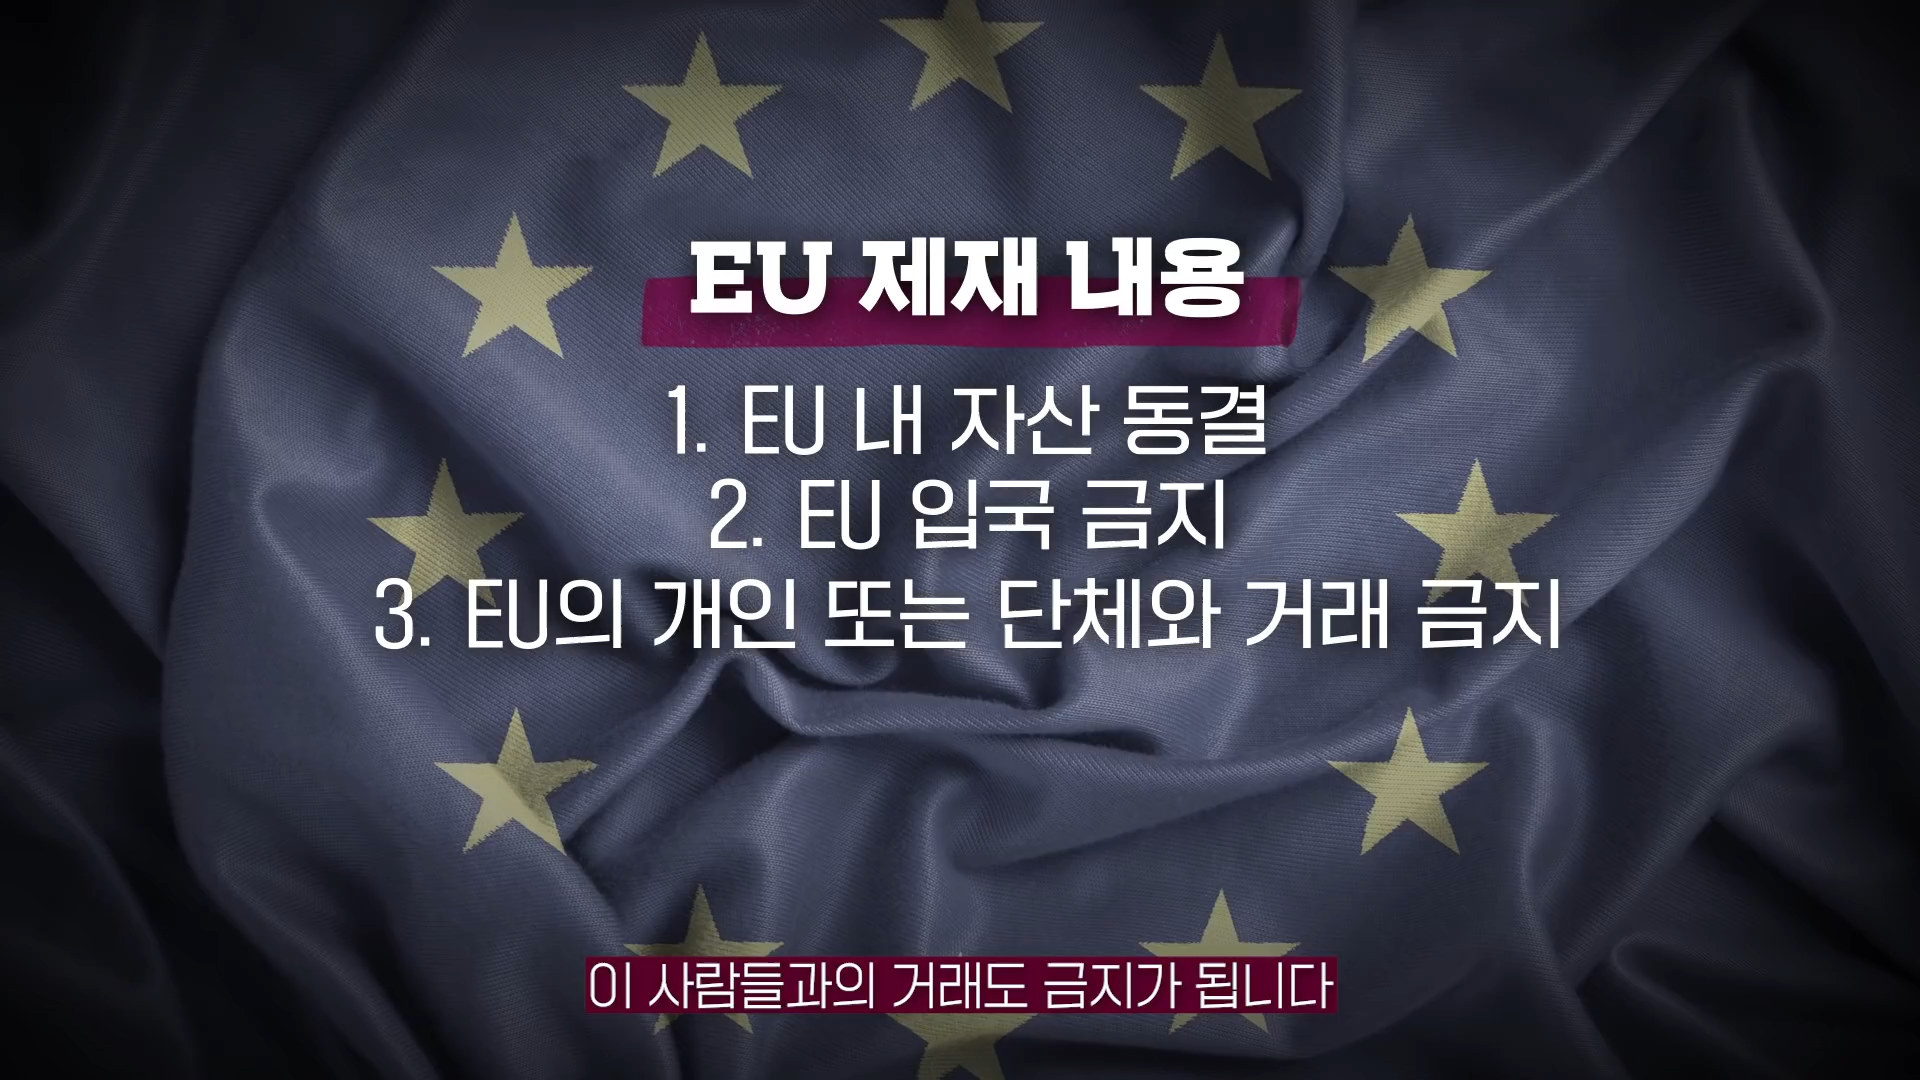 EU 제재 내용
1. EU 내 자산 동결
2. EU 입국 금지
3. EU의 개인 또는 단체와 거래 금지
이 사람들과의 거래도 금지가 됩니다